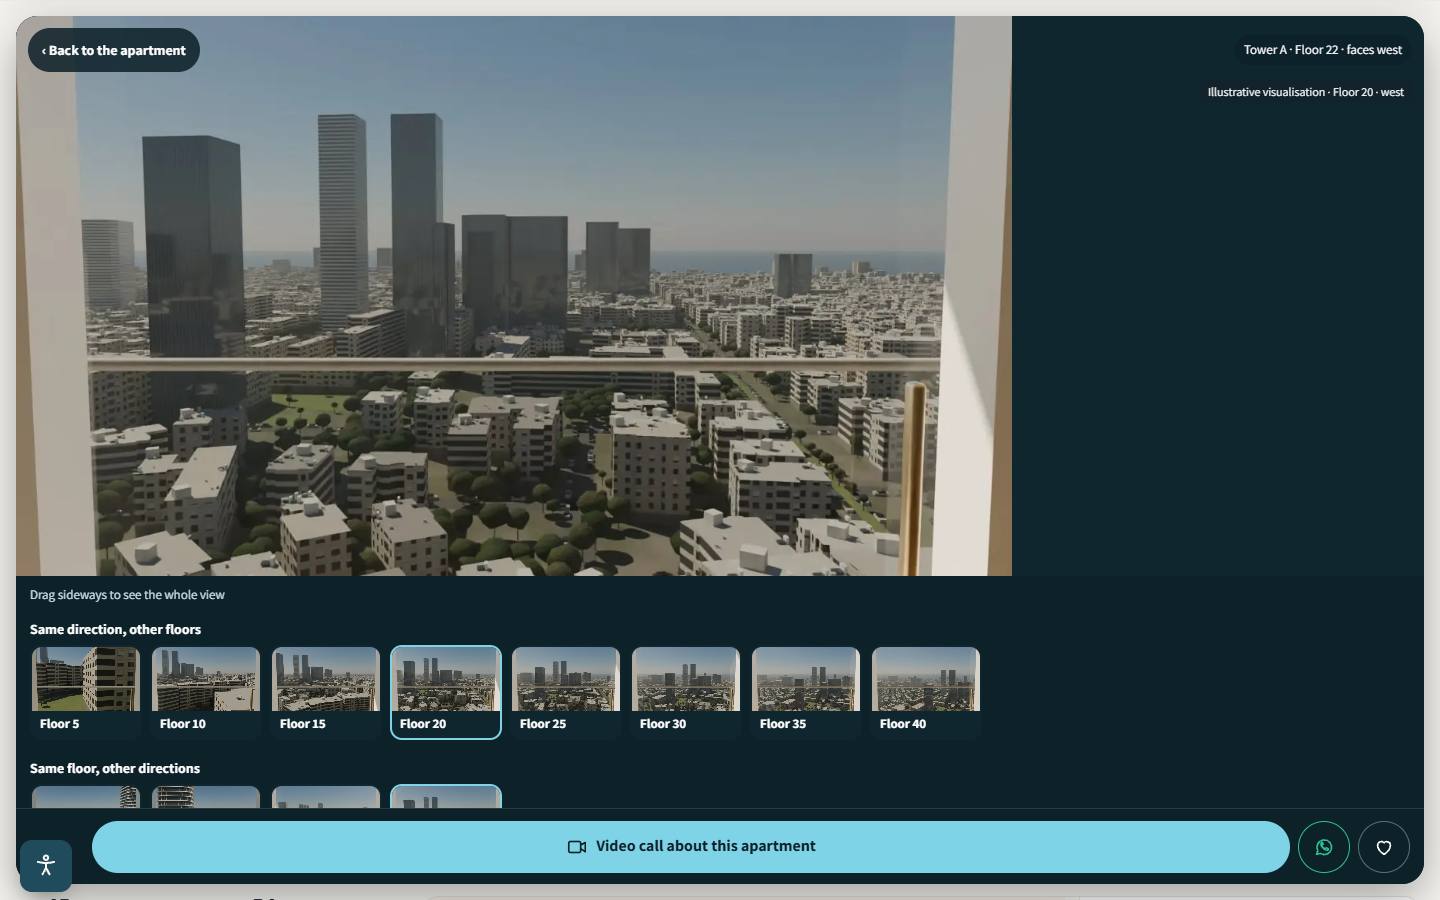 ‹ Back to the apartment
Tower A · Floor 22 · faces west
Illustrative visualisation · Floor 20 · west
Drag sideways to see the whole view
Same direction, other floors
Floor 5
Floor 10
Floor 15
Floor 20
Floor 25
Floor 30
Floor 35
Floor 40
Same floor, other directions
Video call about this apartment